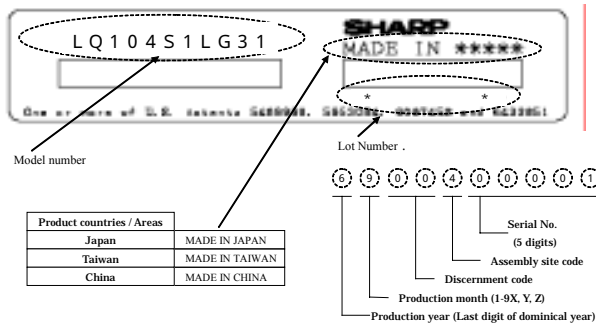 SHARP
LQ104S1LG31
MADE IN *****
* *
One or more of U.S.
Model number
Lot Number .
6 9 0 0 4 0 0 0 0 1
Product countries / Areas
Japan MADE IN JAPAN
Taiwan MADE IN TAIWAN
China MADE IN CHINA
Serial No.
(5 digits)
Assembly site code
Discernment code
Production month (1-9X, Y, Z)
Production year (Last digit of dominical year)